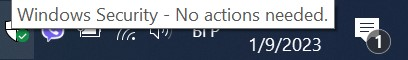 Windows Security - No actions needed.
БГР
1/9/2023
1